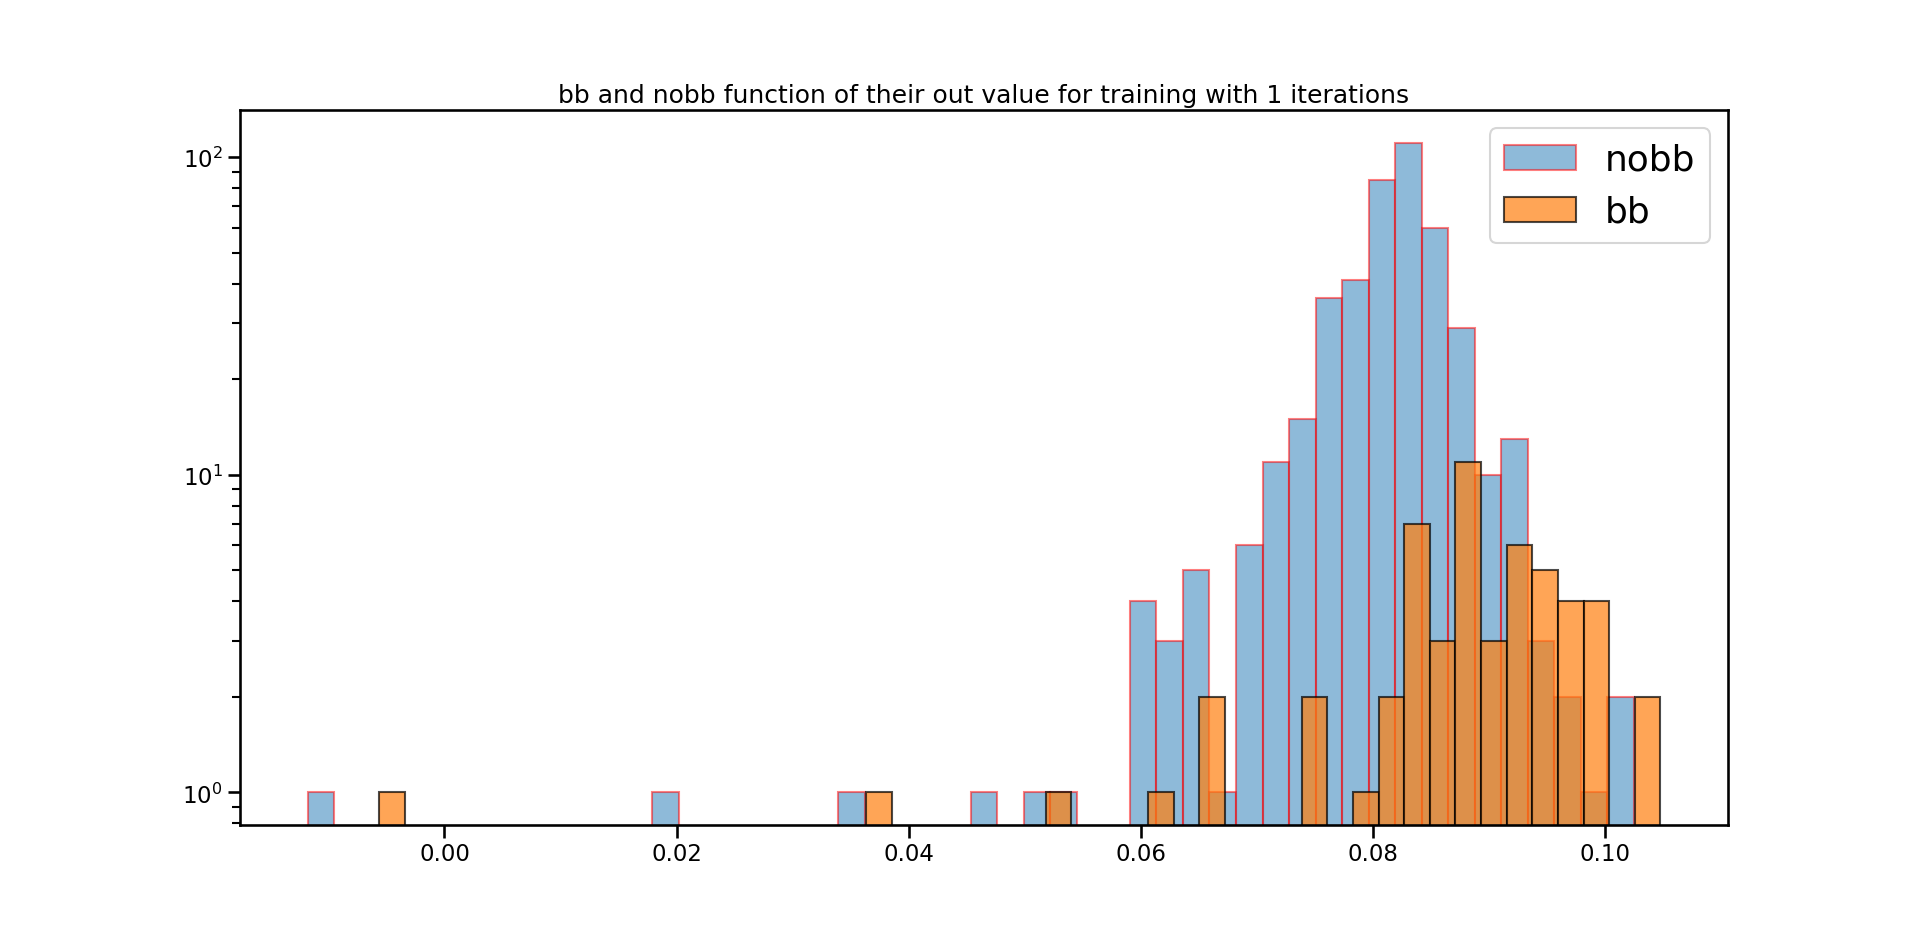 bb and nobb function of their out value for training with 1 iterations
nobb
bb
10²
10¹
10⁰
0.00 0.02 0.04 0.06 0.08 0.10